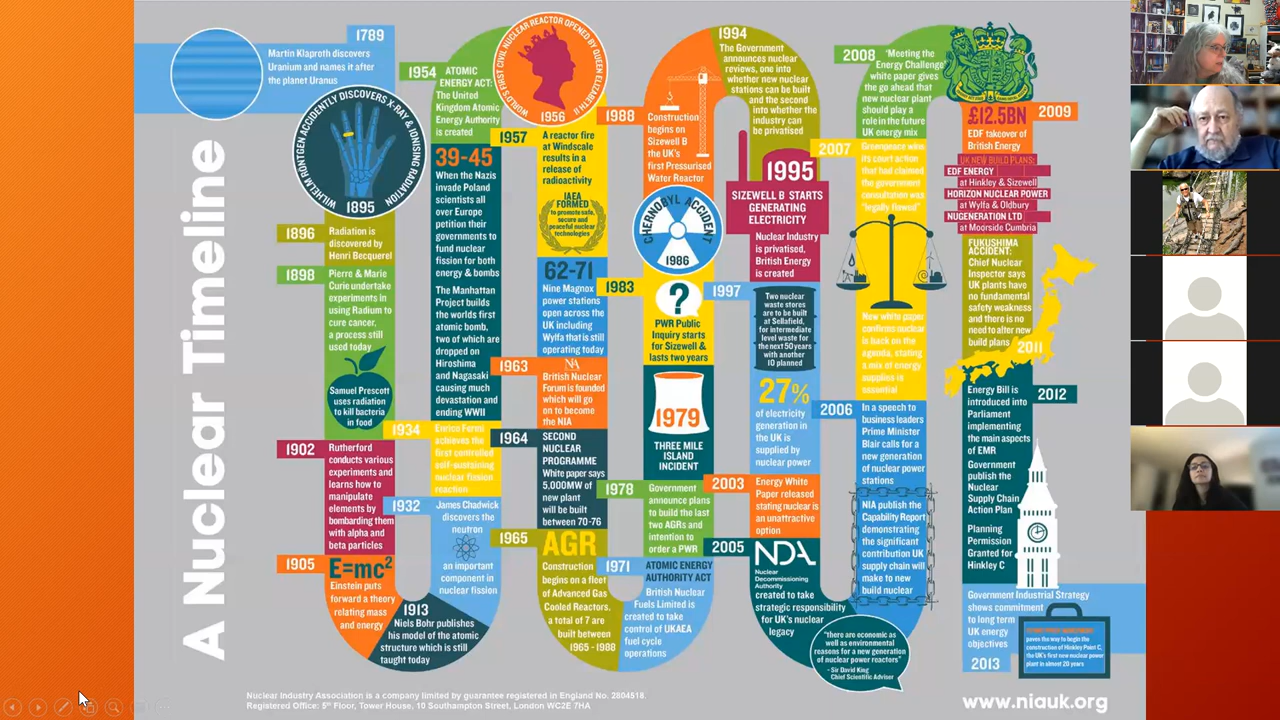 A Nuclear Timeline
1789
Martin Klaproth discovers
Uranium and names it after
the planet Uranus
WILHELM RÖNTGEN ACCIDENTLY DISCOVERS X-RAY & IONISING RADIATION
1895
1896
Radiation is
discovered by
Henri Becquerel
1898
Pierre & Marie
Curie undertake
experiments in
using Radium to
cure cancer,
a process still
used today
Samuel Prescott
uses radiation
to kill bacteria
in food
1902
Rutherford
conducts various
experiments and
learns how to
manipulate
elements by
bombarding them
with alpha and
beta particles
1905
E=mc²
Einstein puts
forward a theory
relating mass
and energy
1913
Niels Bohr publishes
his model of the atomic
structure which is still
taught today
1932
James Chadwick
discovers the
neutron
an important
component in
nuclear fission
1934
Enrico Fermi
achieves the
first controlled
self-sustaining
nuclear fission
reaction
39-45
When the Nazis
invade Poland
scientists all
over Europe
petition their
governments to
fund nuclear
fission for both
energy & bombs
The Manhattan
Project builds
the worlds first
atomic bomb,
two of which are
dropped on
Hiroshima
and Nagasaki
causing much
devastation and
ending WWII
1954
ATOMIC
ENERGY ACT:
The United
Kingdom Atomic
Energy Authority
is created
WORLD'S FIRST CIVIL NUCLEAR REACTOR OPENED BY QUEEN ELIZABETH II
1956
1957
A reactor fire
at Windscale
results in a
release of
radioactivity
IAEA
FORMED
to promote safe,
secure and
peaceful nuclear
technologies
62-71
Nine Magnox
power stations
open across the
UK including
Wylfa that is still
operating today
1963
NIA
British Nuclear
Forum is founded
which will go
on to become
the NIA
1964
SECOND
NUCLEAR
PROGRAMME
White paper says
5,000MW of
new plant
will be built
between 70-76
1965
AGR
Construction
begins on a fleet
of Advanced Gas
Cooled Reactors.
a total of 7 are
built between
1965 - 1988
1971
ATOMIC ENERGY
AUTHORITY ACT
British Nuclear
Fuels Limited is
created to take
control of UKAEA
fuel cycle
operations
1978
Government
announce plans
to build the last
two AGRs and
intention to
order a PWR
1979
THREE MILE
ISLAND
INCIDENT
1983
?
PWR Public
Inquiry starts
for Sizewell &
lasts two years
CHERNOBYL ACCIDENT
1986
1988
Construction
begins on
Sizewell B
the UK's
first Pressurised
Water Reactor
1994
The Government
announces nuclear
reviews, one into
whether new nuclear
stations can be built
and the second
into whether the
industry can
be privatised
1995
SIZEWELL B STARTS
GENERATING
ELECTRICITY
Nuclear Industry
is privatised,
British Energy
is created
1997
Two nuclear
waste stores
are to be built
at Sellafield,
for intermediate
level waste for
the next 50 years
with another
10 planned
27%
of electricity
generation in
the UK is
supplied by
nuclear power
2003
Energy White
Paper released
stating nuclear is
an unattractive
option
2005
NDA
Nuclear
Decommissioning
Authority
created to take
strategic responsibility
for UK's nuclear
legacy
"there are economic as
well as environmental
reasons for a new generation
of nuclear power reactors"
- Sir David King
Chief Scientific Adviser
NIA publish the
Capability Report
demonstrating
the significant
contribution UK
supply chain will
make to new
build nuclear
2006
In a speech to
business leaders
Prime Minister
Blair calls for a
new generation
of nuclear power
stations
New white paper
confirms nuclear
is back on the
agenda, stating
a mix of energy
supplies is
essential
2007
Greenpeace wins
its court action
that had claimed
the government
consultation was
"legally flawed"
2008
"Meeting the
Energy Challenge"
white paper gives
the go ahead that
new nuclear plant
should play a
role in the future
UK energy mix
£12.5BN
2009
EDF takeover of
British Energy
UK NEW BUILD PLANS:
EDF ENERGY
at Hinkley & Sizewell
HORIZON NUCLEAR POWER
at Wylfa & Oldbury
NUGENERATION LTD
at Moorside Cumbria
FUKUSHIMA
ACCIDENT:
Chief Nuclear
Inspector says
UK plants have
no fundamental
safety weakness
and there is no
need to alter new
build plans
2011
2012
Energy Bill is
introduced into
Parliament
implementing
the main aspects
of EMR
Government
publish the
Nuclear
Supply Chain
Action Plan
Planning
Permission
Granted for
Hinkley C
Government Industrial Strategy
shows commitment
to long term
UK energy
objectives
2013
paves the way to begin the
construction of Hinkley Point C,
the UK's first new nuclear power
plant in almost 20 years
Nuclear Industry Association is a company limited by guarantee registered in England No. 2804518.
Registered Office: 5th Floor, Tower House, 10 Southampton Street, London WC2E 7HA
www.niauk.org